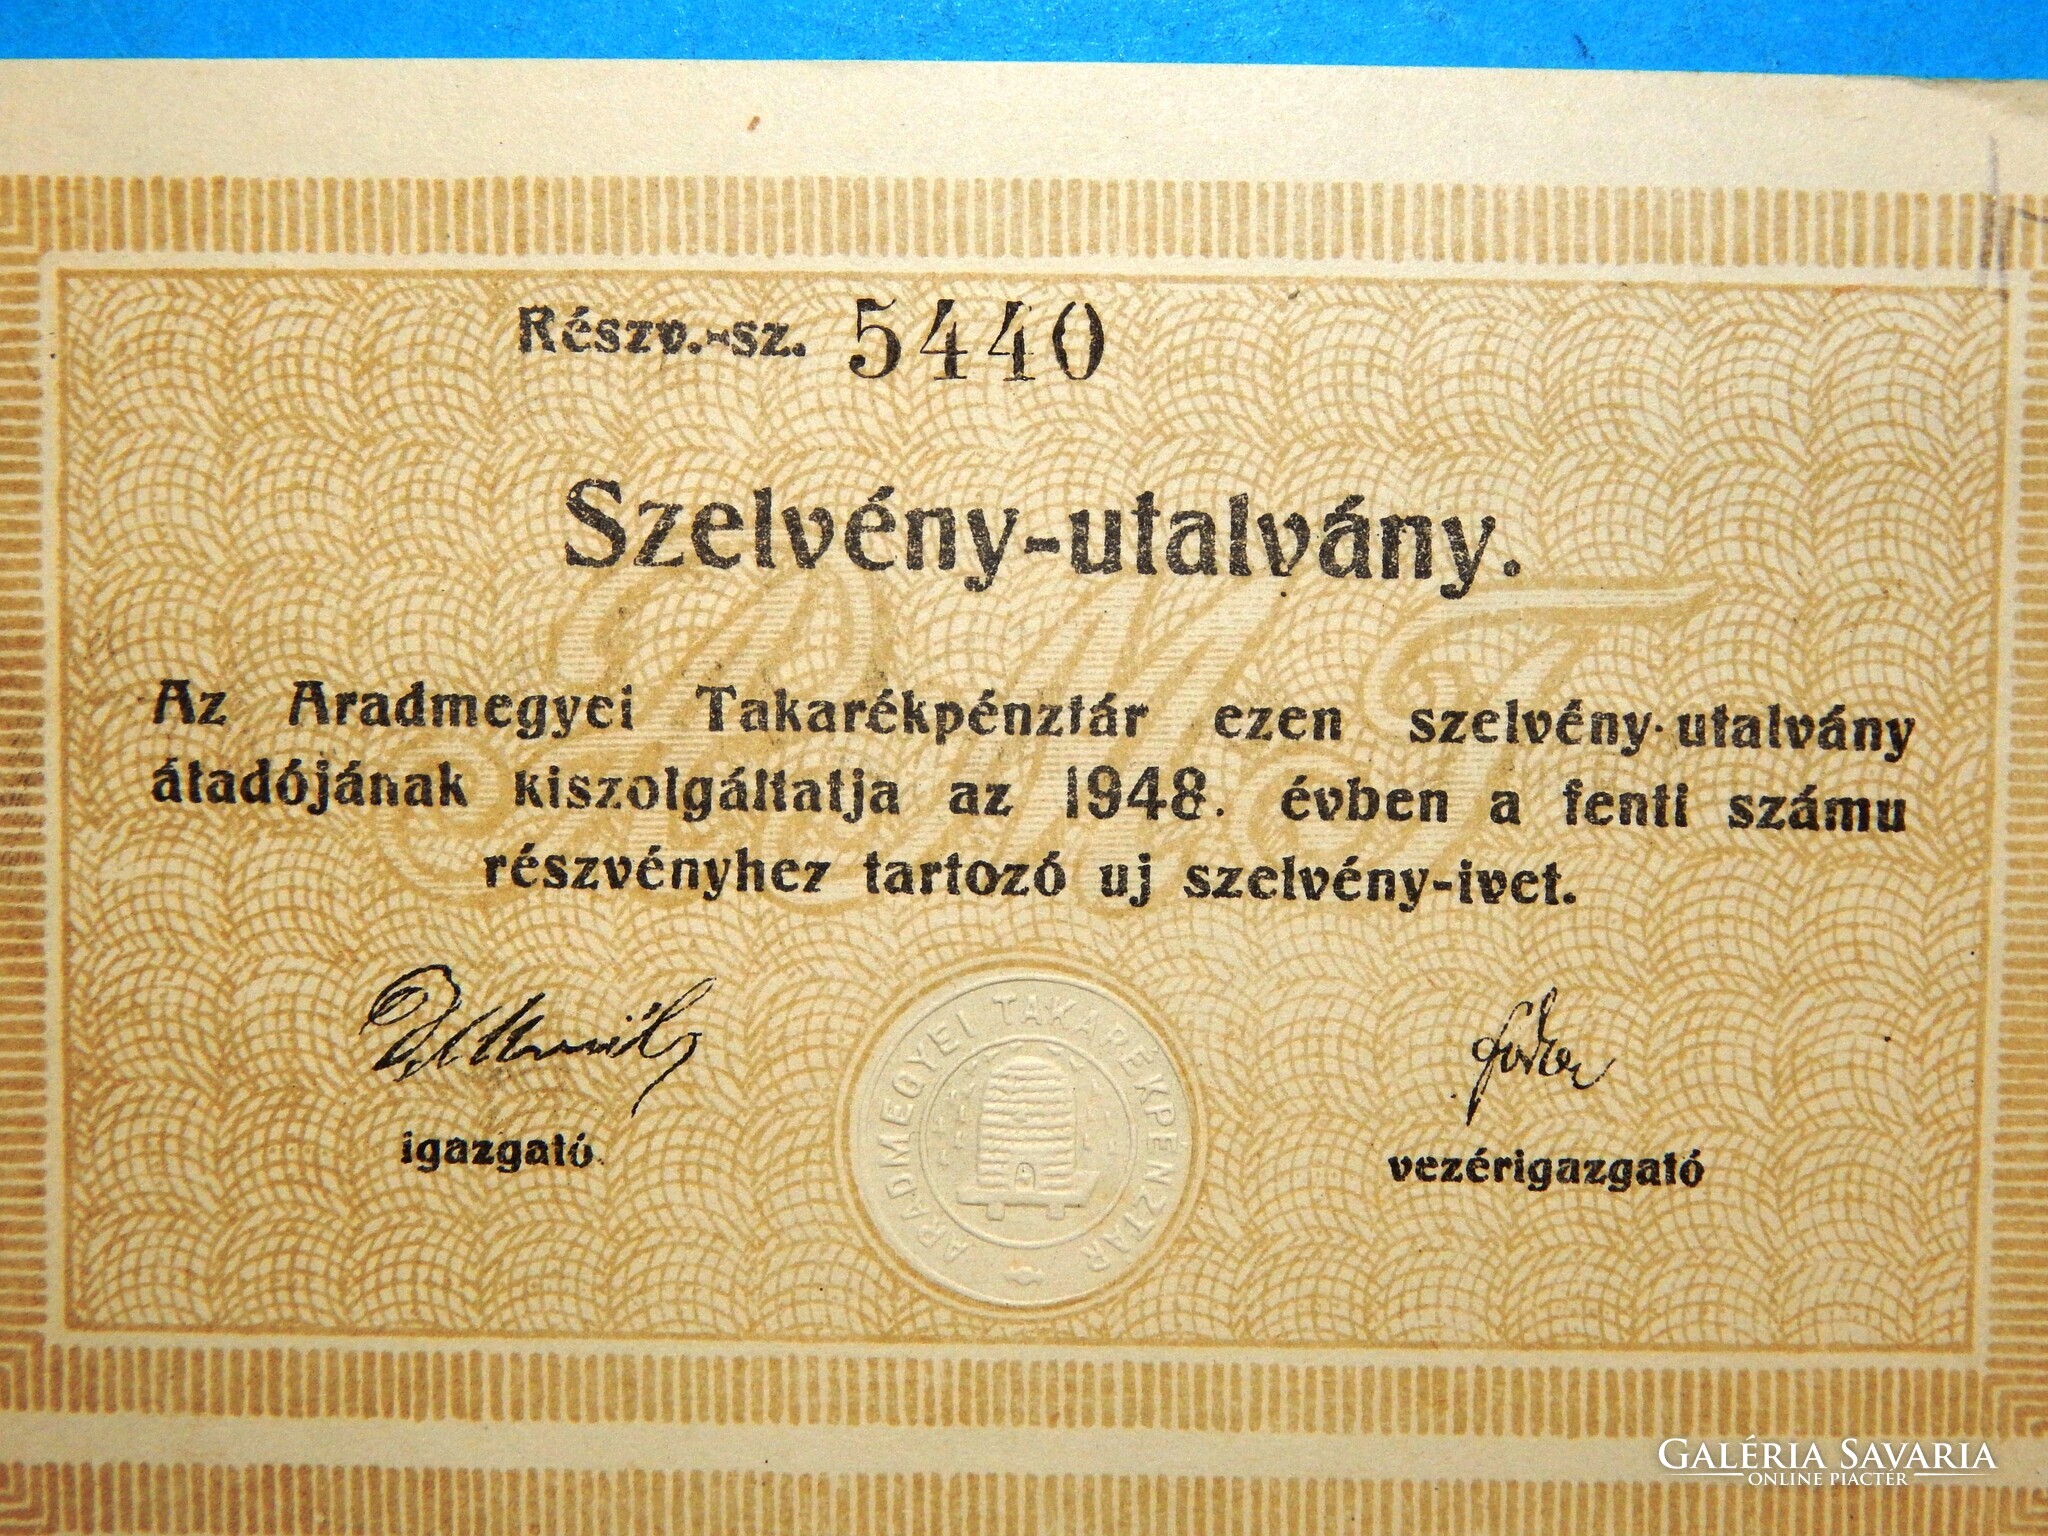 Részv.-sz. 5440
Szelvény-utalvány.
Az Aradmegyei Takarékpénztár ezen szelvény-utalvány
átadójának kiszolgáltatja az 1948. évben a fenti számu
részvényhez tartozó uj szelvény-ivet.
igazgató
vezérigazgató
ARADMEGYEI TAKARÉKPÉNZTÁR
GALÉRIA SAVARIA
ONLINE PIACTÉR